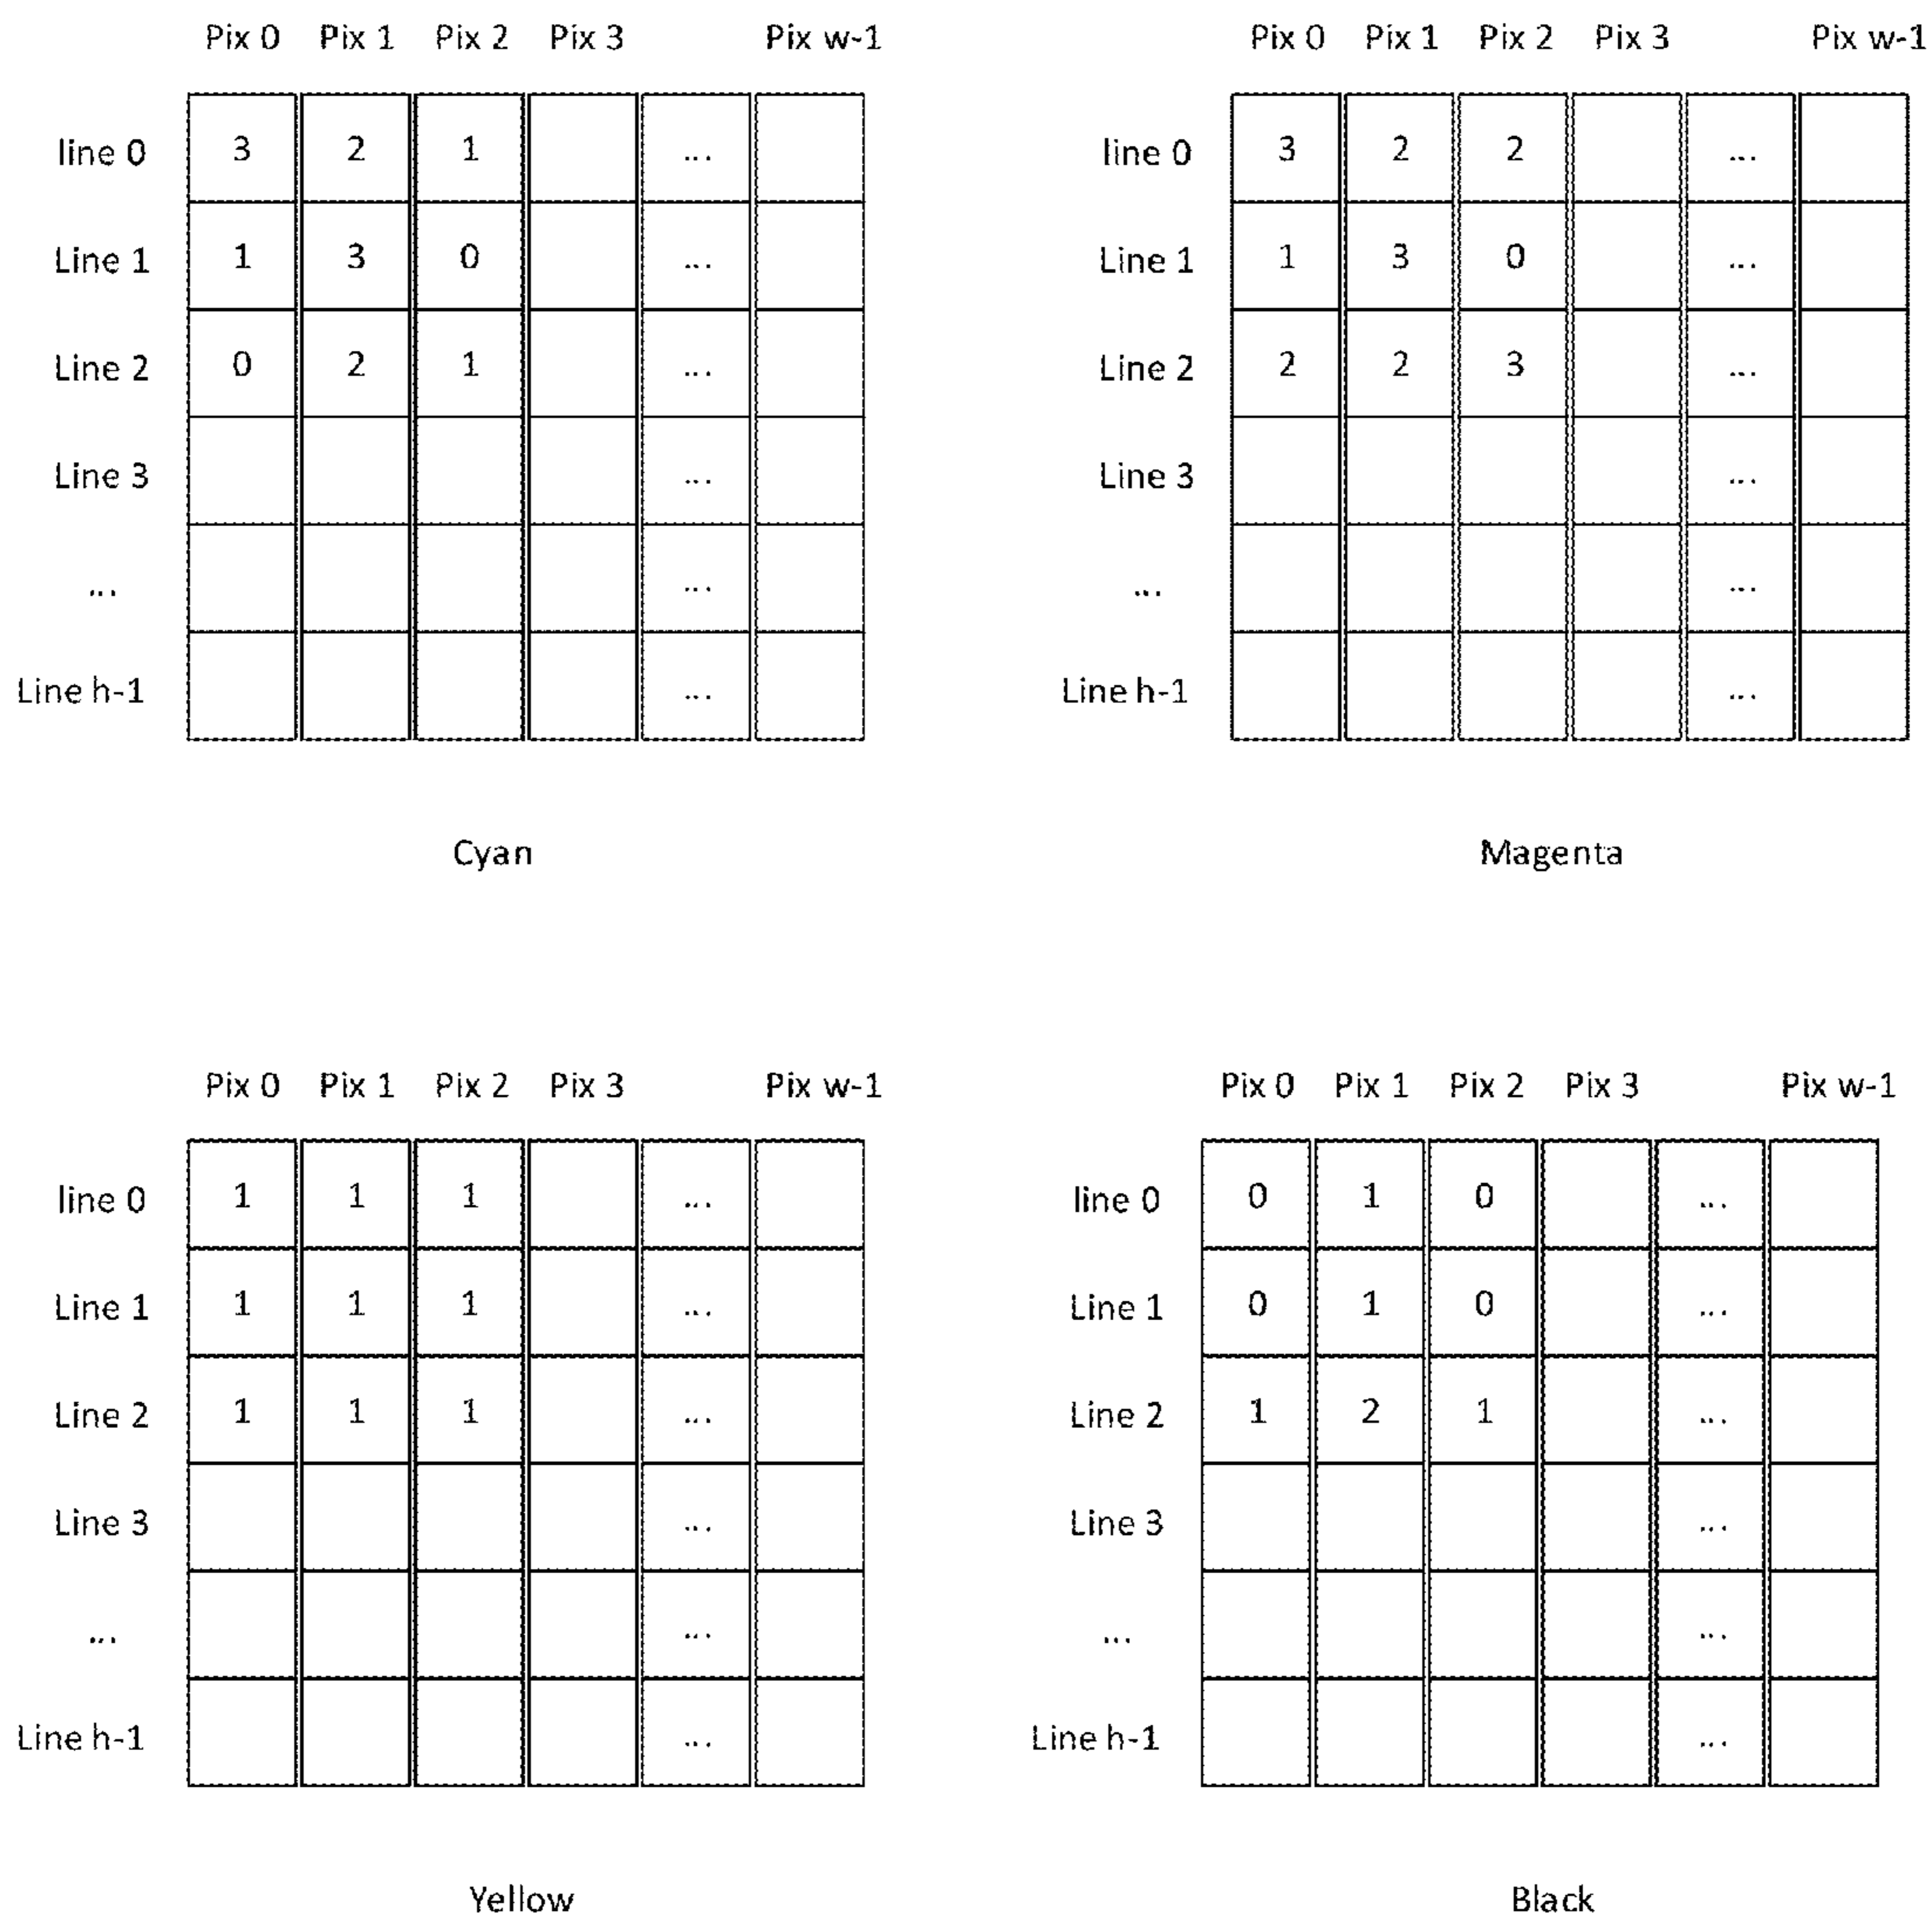 Pix 0 Pix 1 Pix 2 Pix 3 Pix w-1
line 0 3 2 1 ...
Line 1 1 3 0 ...
Line 2 0 2 1 ...
Line 3 ...
... ...
Line h-1 ...
Cyan
Pix 0 Pix 1 Pix 2 Pix 3 Pix w-1
line 0 3 2 2 ...
Line 1 1 3 0 ...
Line 2 2 2 3 ...
Line 3 ...
... ...
Line h-1 ...
Magenta
Pix 0 Pix 1 Pix 2 Pix 3 Pix w-1
line 0 1 1 1 ...
Line 1 1 1 1 ...
Line 2 1 1 1 ...
Line 3 ...
... ...
Line h-1 ...
Yellow
Pix 0 Pix 1 Pix 2 Pix 3 Pix w-1
line 0 0 1 0 ...
Line 1 0 1 0 ...
Line 2 1 2 1 ...
Line 3 ...
... ...
Line h-1 ...
Black